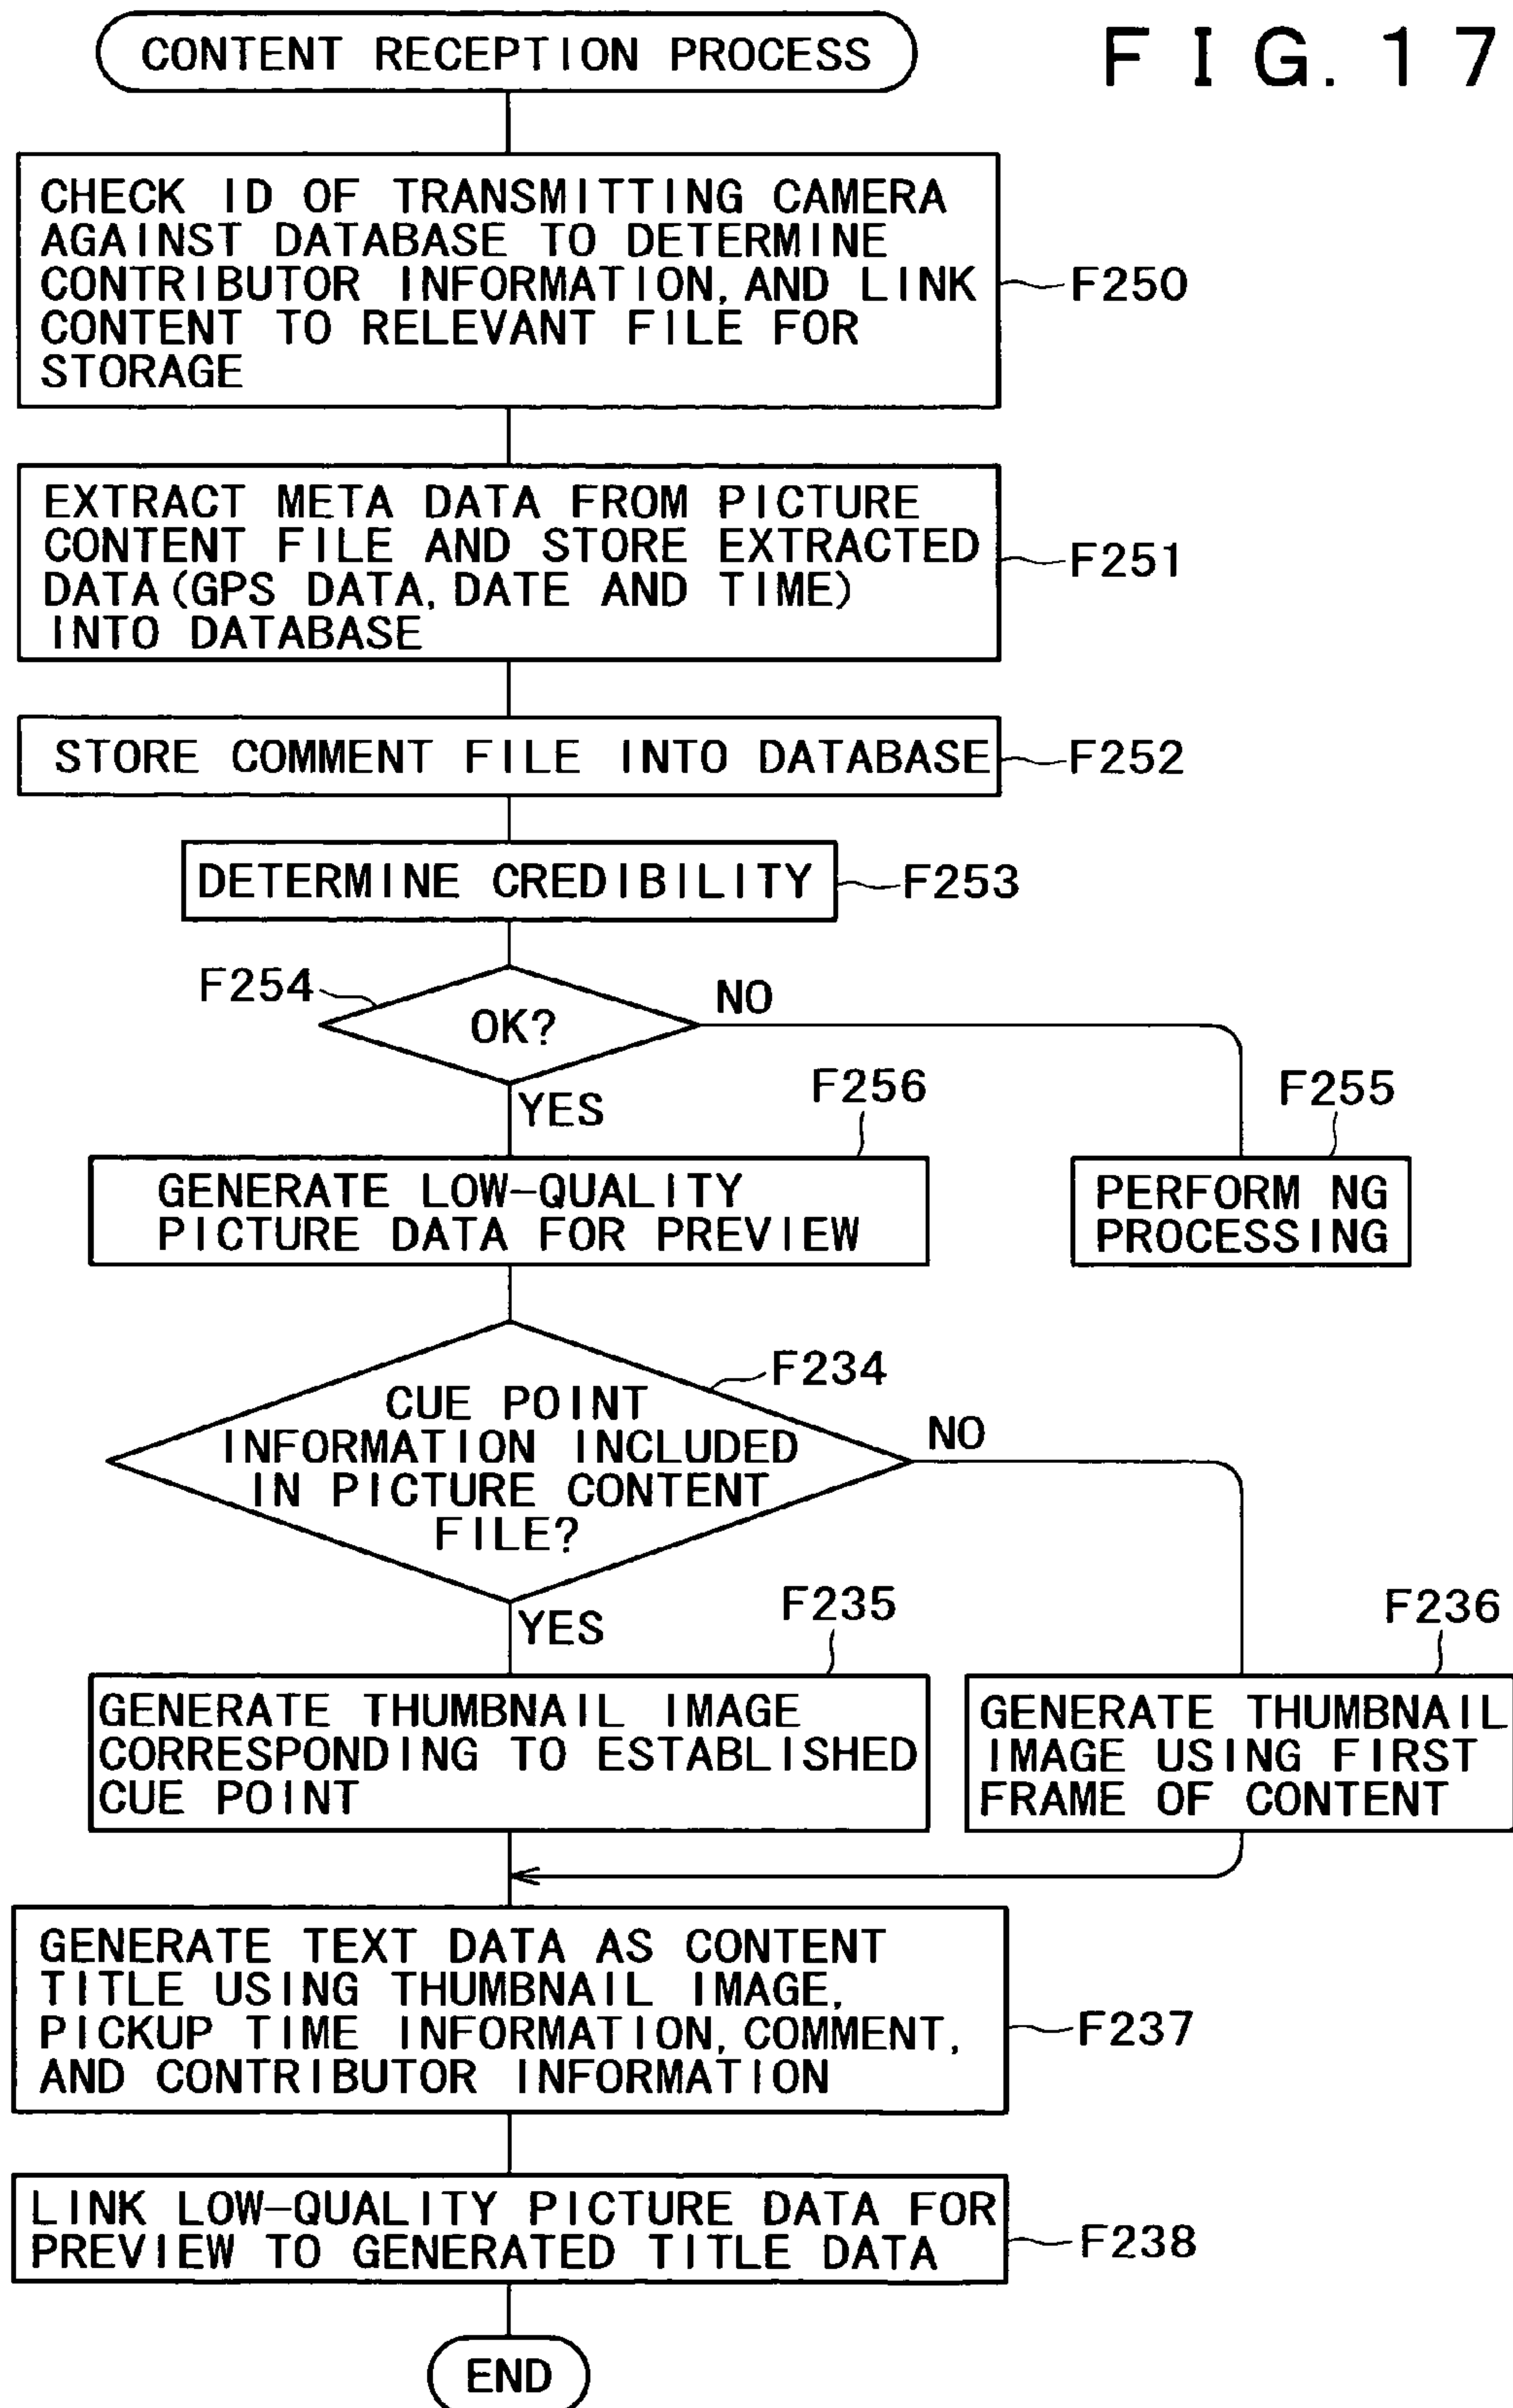 FIG. 17
CONTENT RECEPTION PROCESS
CHECK ID OF TRANSMITTING CAMERA
AGAINST DATABASE TO DETERMINE
CONTRIBUTOR INFORMATION, AND LINK
CONTENT TO RELEVANT FILE FOR
STORAGE
F250
EXTRACT META DATA FROM PICTURE
CONTENT FILE AND STORE EXTRACTED
DATA (GPS DATA, DATE AND TIME)
INTO DATABASE
F251
STORE COMMENT FILE INTO DATABASE
F252
DETERMINE CREDIBILITY
F253
F254
OK?
NO
YES
F256
GENERATE LOW-QUALITY
PICTURE DATA FOR PREVIEW
F255
PERFORM NG
PROCESSING
F234
CUE POINT
INFORMATION INCLUDED
IN PICTURE CONTENT
FILE?
NO
YES
F235
GENERATE THUMBNAIL IMAGE
CORRESPONDING TO ESTABLISHED
CUE POINT
F236
GENERATE THUMBNAIL
IMAGE USING FIRST
FRAME OF CONTENT
GENERATE TEXT DATA AS CONTENT
TITLE USING THUMBNAIL IMAGE,
PICKUP TIME INFORMATION, COMMENT,
AND CONTRIBUTOR INFORMATION
F237
LINK LOW-QUALITY PICTURE DATA FOR
PREVIEW TO GENERATED TITLE DATA
F238
END